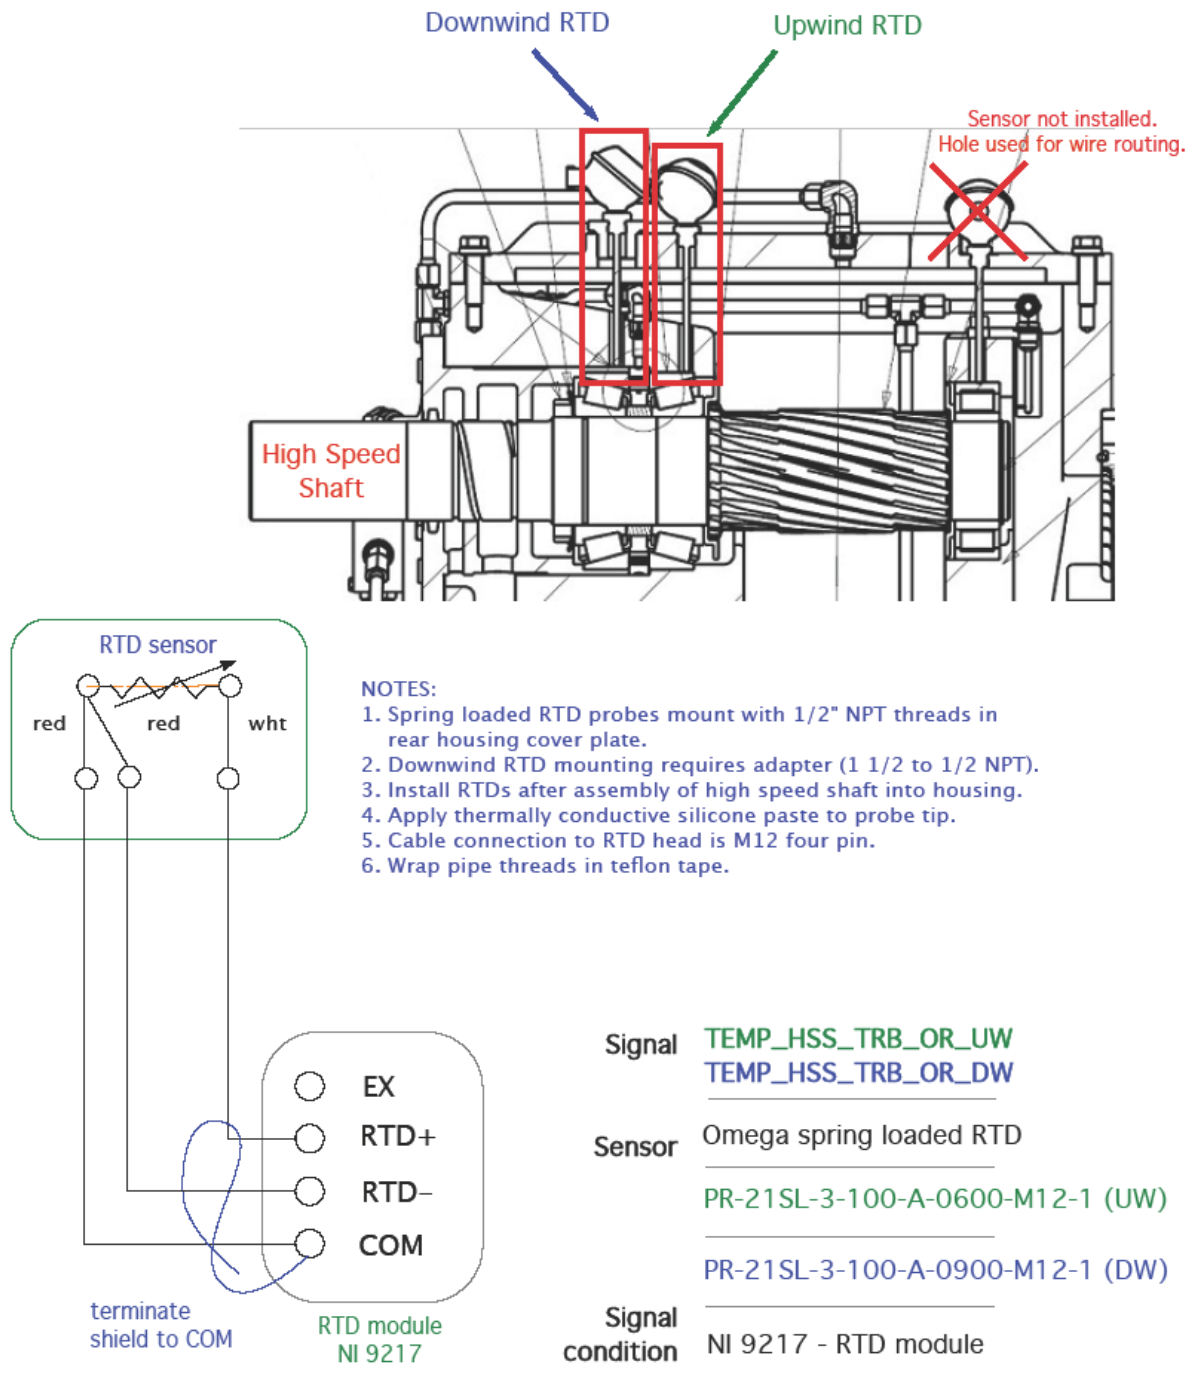 Downwind RTD
Upwind RTD
Sensor not installed.
Hole used for wire routing.
High Speed
Shaft
RTD sensor
red
red
wht
NOTES:
1. Spring loaded RTD probes mount with 1/2" NPT threads in
rear housing cover plate.
2. Downwind RTD mounting requires adapter (1 1/2 to 1/2 NPT).
3. Install RTDs after assembly of high speed shaft into housing.
4. Apply thermally conductive silicone paste to probe tip.
5. Cable connection to RTD head is M12 four pin.
6. Wrap pipe threads in teflon tape.
EX
RTD+
RTD-
COM
terminate
shield to COM
RTD module
NI 9217
Signal
TEMP_HSS_TRB_OR_UW
TEMP_HSS_TRB_OR_DW
Sensor
Omega spring loaded RTD
PR-21SL-3-100-A-0600-M12-1 (UW)
PR-21SL-3-100-A-0900-M12-1 (DW)
Signal
condition
NI 9217 - RTD module